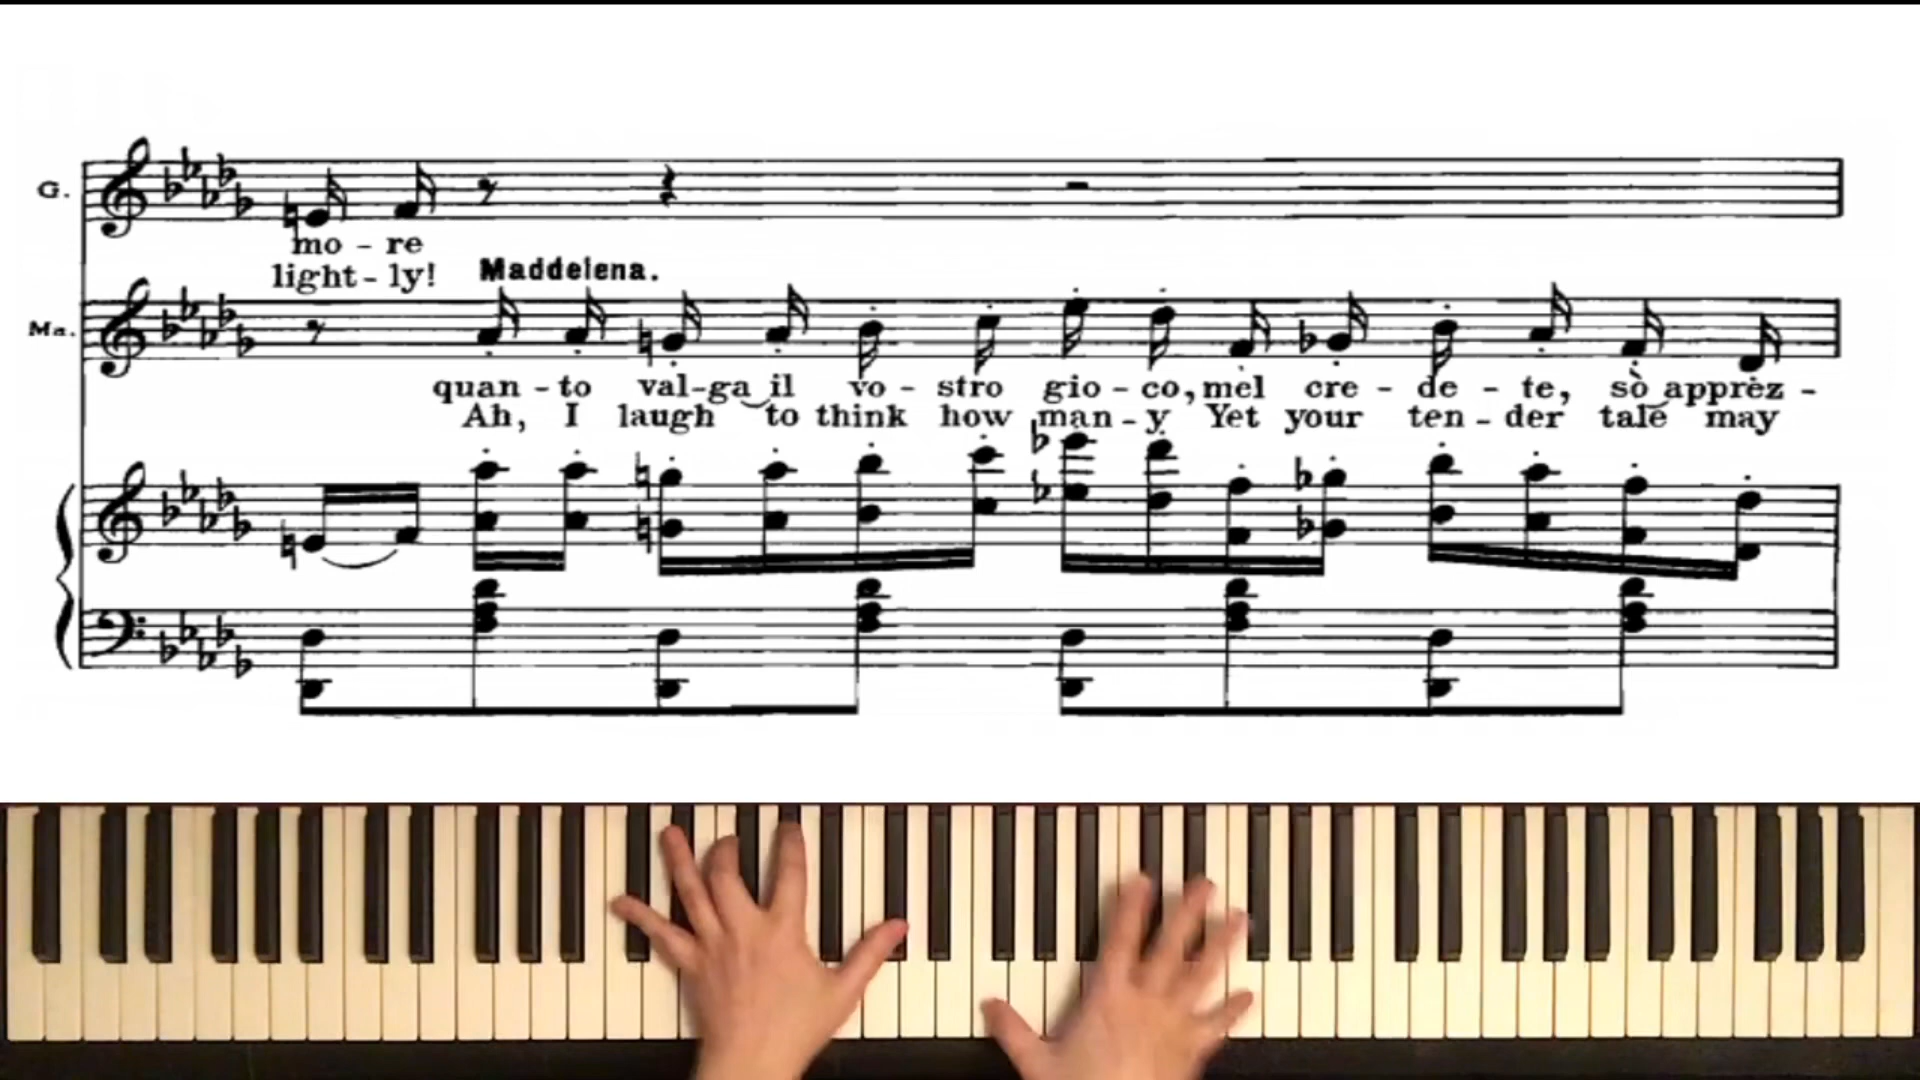 G.
mo - re
light - ly! Maddelena.
Ma.
quan - to val - ga il vo - stro gio - co, mel cre - de - te, sò apprèz -
Ah, I laugh to think how man - y Yet your ten - der tale may